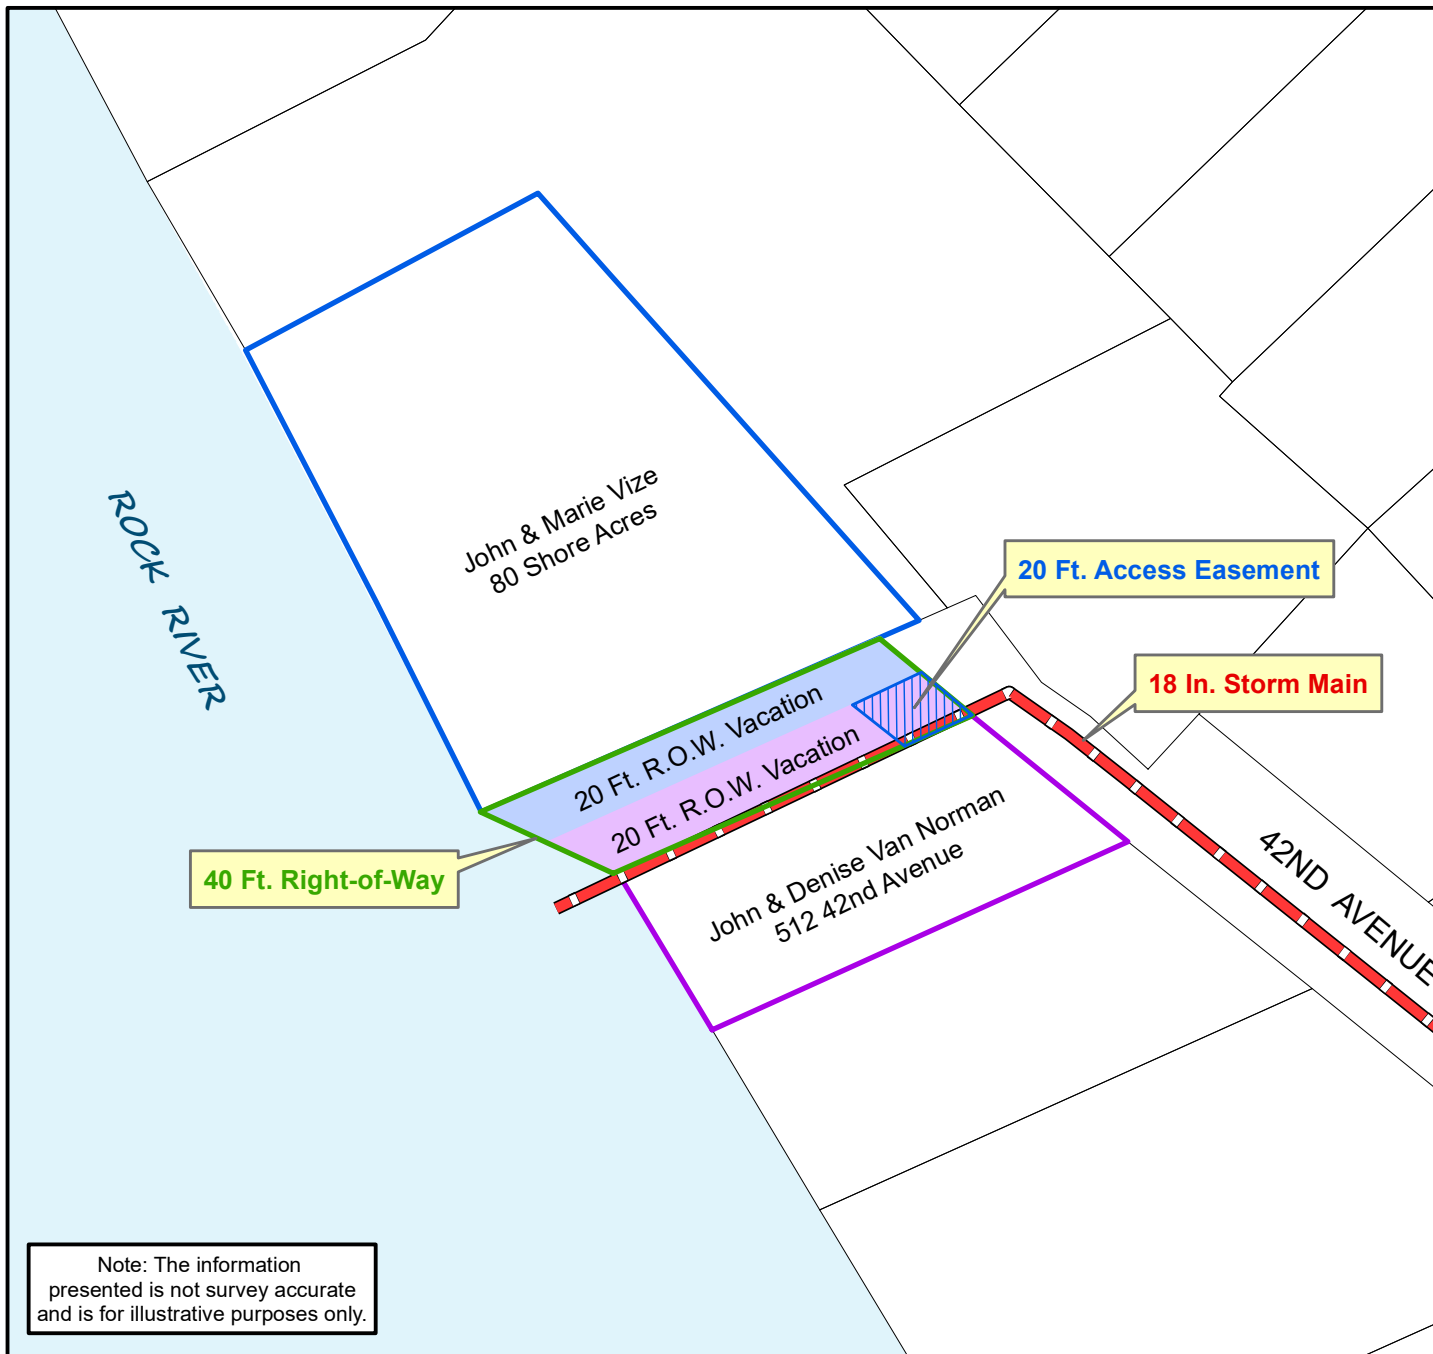 John & Marie Vize
80 Shore Acres
ROCK RIVER
20 Ft. Access Easement
18 In. Storm Main
20 Ft. R.O.W. Vacation
20 Ft. R.O.W. Vacation
40 Ft. Right-of-Way
John & Denise Van Norman
512 42nd Avenue
42ND AVENUE
Note: The information
presented is not survey accurate
and is for illustrative purposes only.